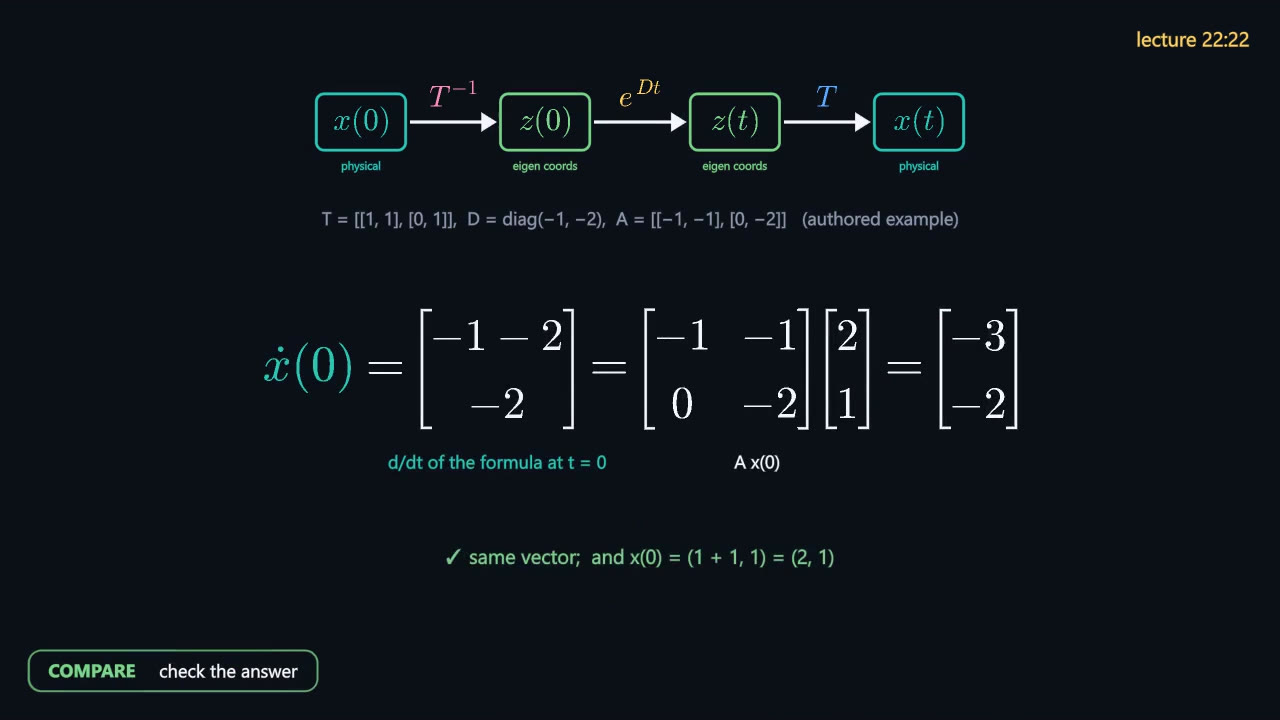 lecture 22:22
x(0) T⁻¹ z(0) e^{Dt} z(t) T x(t)
physical eigen coords eigen coords physical
T = [[1, 1], [0, 1]], D = diag(−1, −2), A = [[−1, −1], [0, −2]] (authored example)
ẋ(0) = [−1 − 2; −2] = [−1 −1; 0 −2] [2; 1] = [−3; −2]
d/dt of the formula at t = 0 A x(0)
✓ same vector; and x(0) = (1 + 1, 1) = (2, 1)
COMPARE check the answer